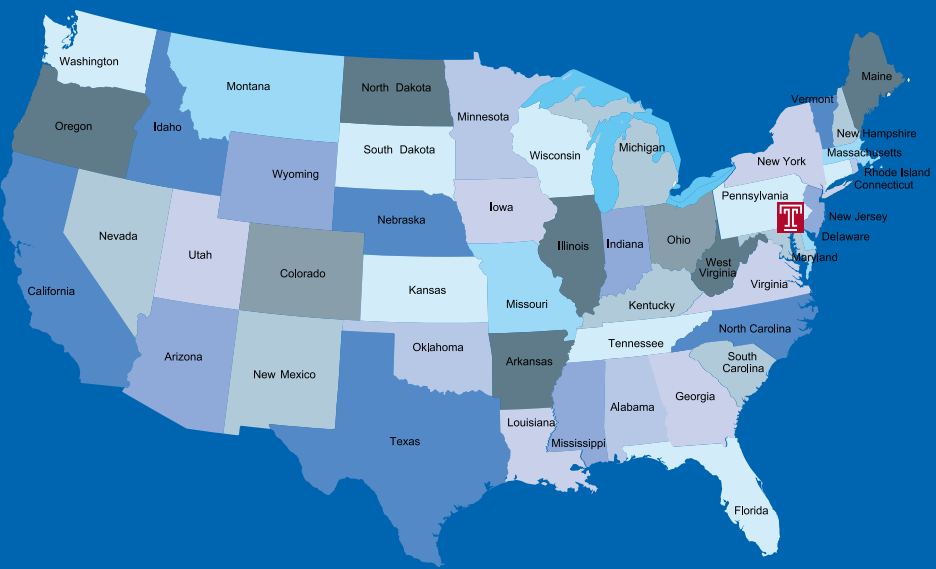 Washington
Montana
North Dakota
Minnesota
Maine
Vermont
Oregon
Idaho
South Dakota
Wisconsin
Michigan
New Hampshire
Massachusetts
New York
Rhode Island
Connecticut
Wyoming
Pennsylvania
Nebraska
Iowa
T
New Jersey
Nevada
Utah
Illinois
Indiana
Ohio
Delaware
Maryland
West
Virginia
Colorado
California
Kansas
Missouri
Kentucky
Virginia
North Carolina
Tennessee
Arizona
New Mexico
Oklahoma
Arkansas
South
Carolina
Georgia
Alabama
Louisiana
Mississippi
Texas
Florida